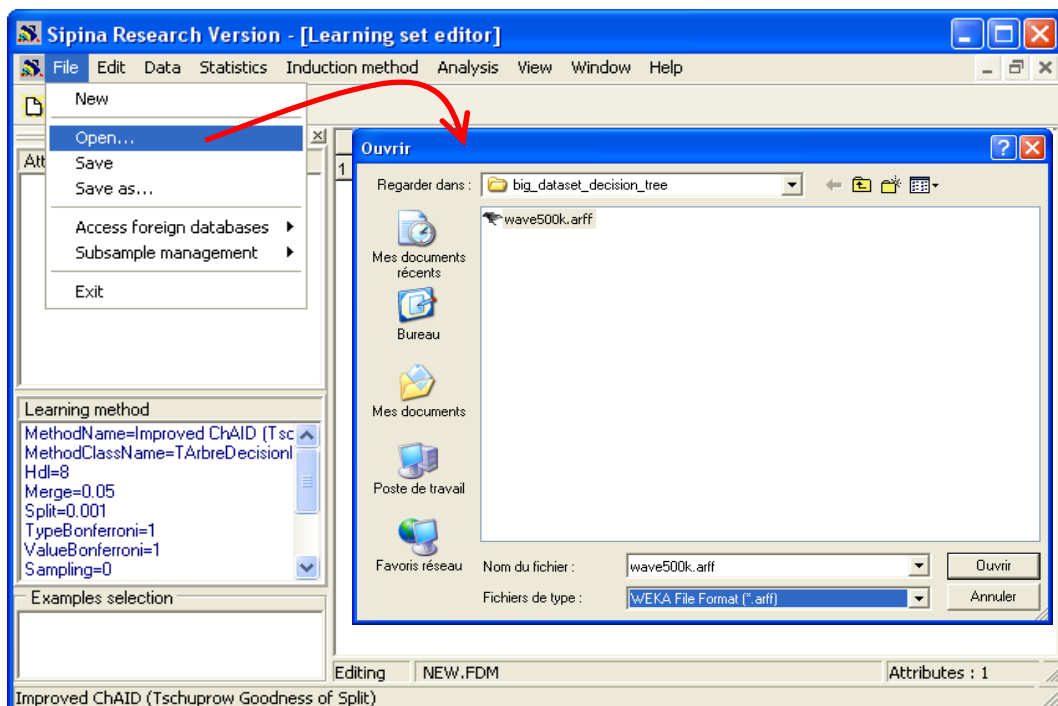 Sipina Research Version - [Learning set editor]
File Edit Data Statistics Induction method Analysis View Window Help
New
Open...
Save
Save as...
Access foreign databases
Subsample management
Exit
Att
1
Ouvrir
Regarder dans : big_dataset_decision_tree
wave500k.arff
Mes documents
récents
Bureau
Mes documents
Poste de travail
Favoris réseau
Nom du fichier : wave500k.arff Ouvrir
Fichiers de type : WEKA File Format (*.arff) Annuler
Learning method
MethodName=Improved ChAID (Tsc
MethodClassName=TArbreDecisionI
Hdl=8
Merge=0.05
Split=0.001
TypeBonferroni=1
ValueBonferroni=1
Sampling=0
Examples selection
Editing NEW.FDM Attributes : 1
Improved ChAID (Tschuprow Goodness of Split)